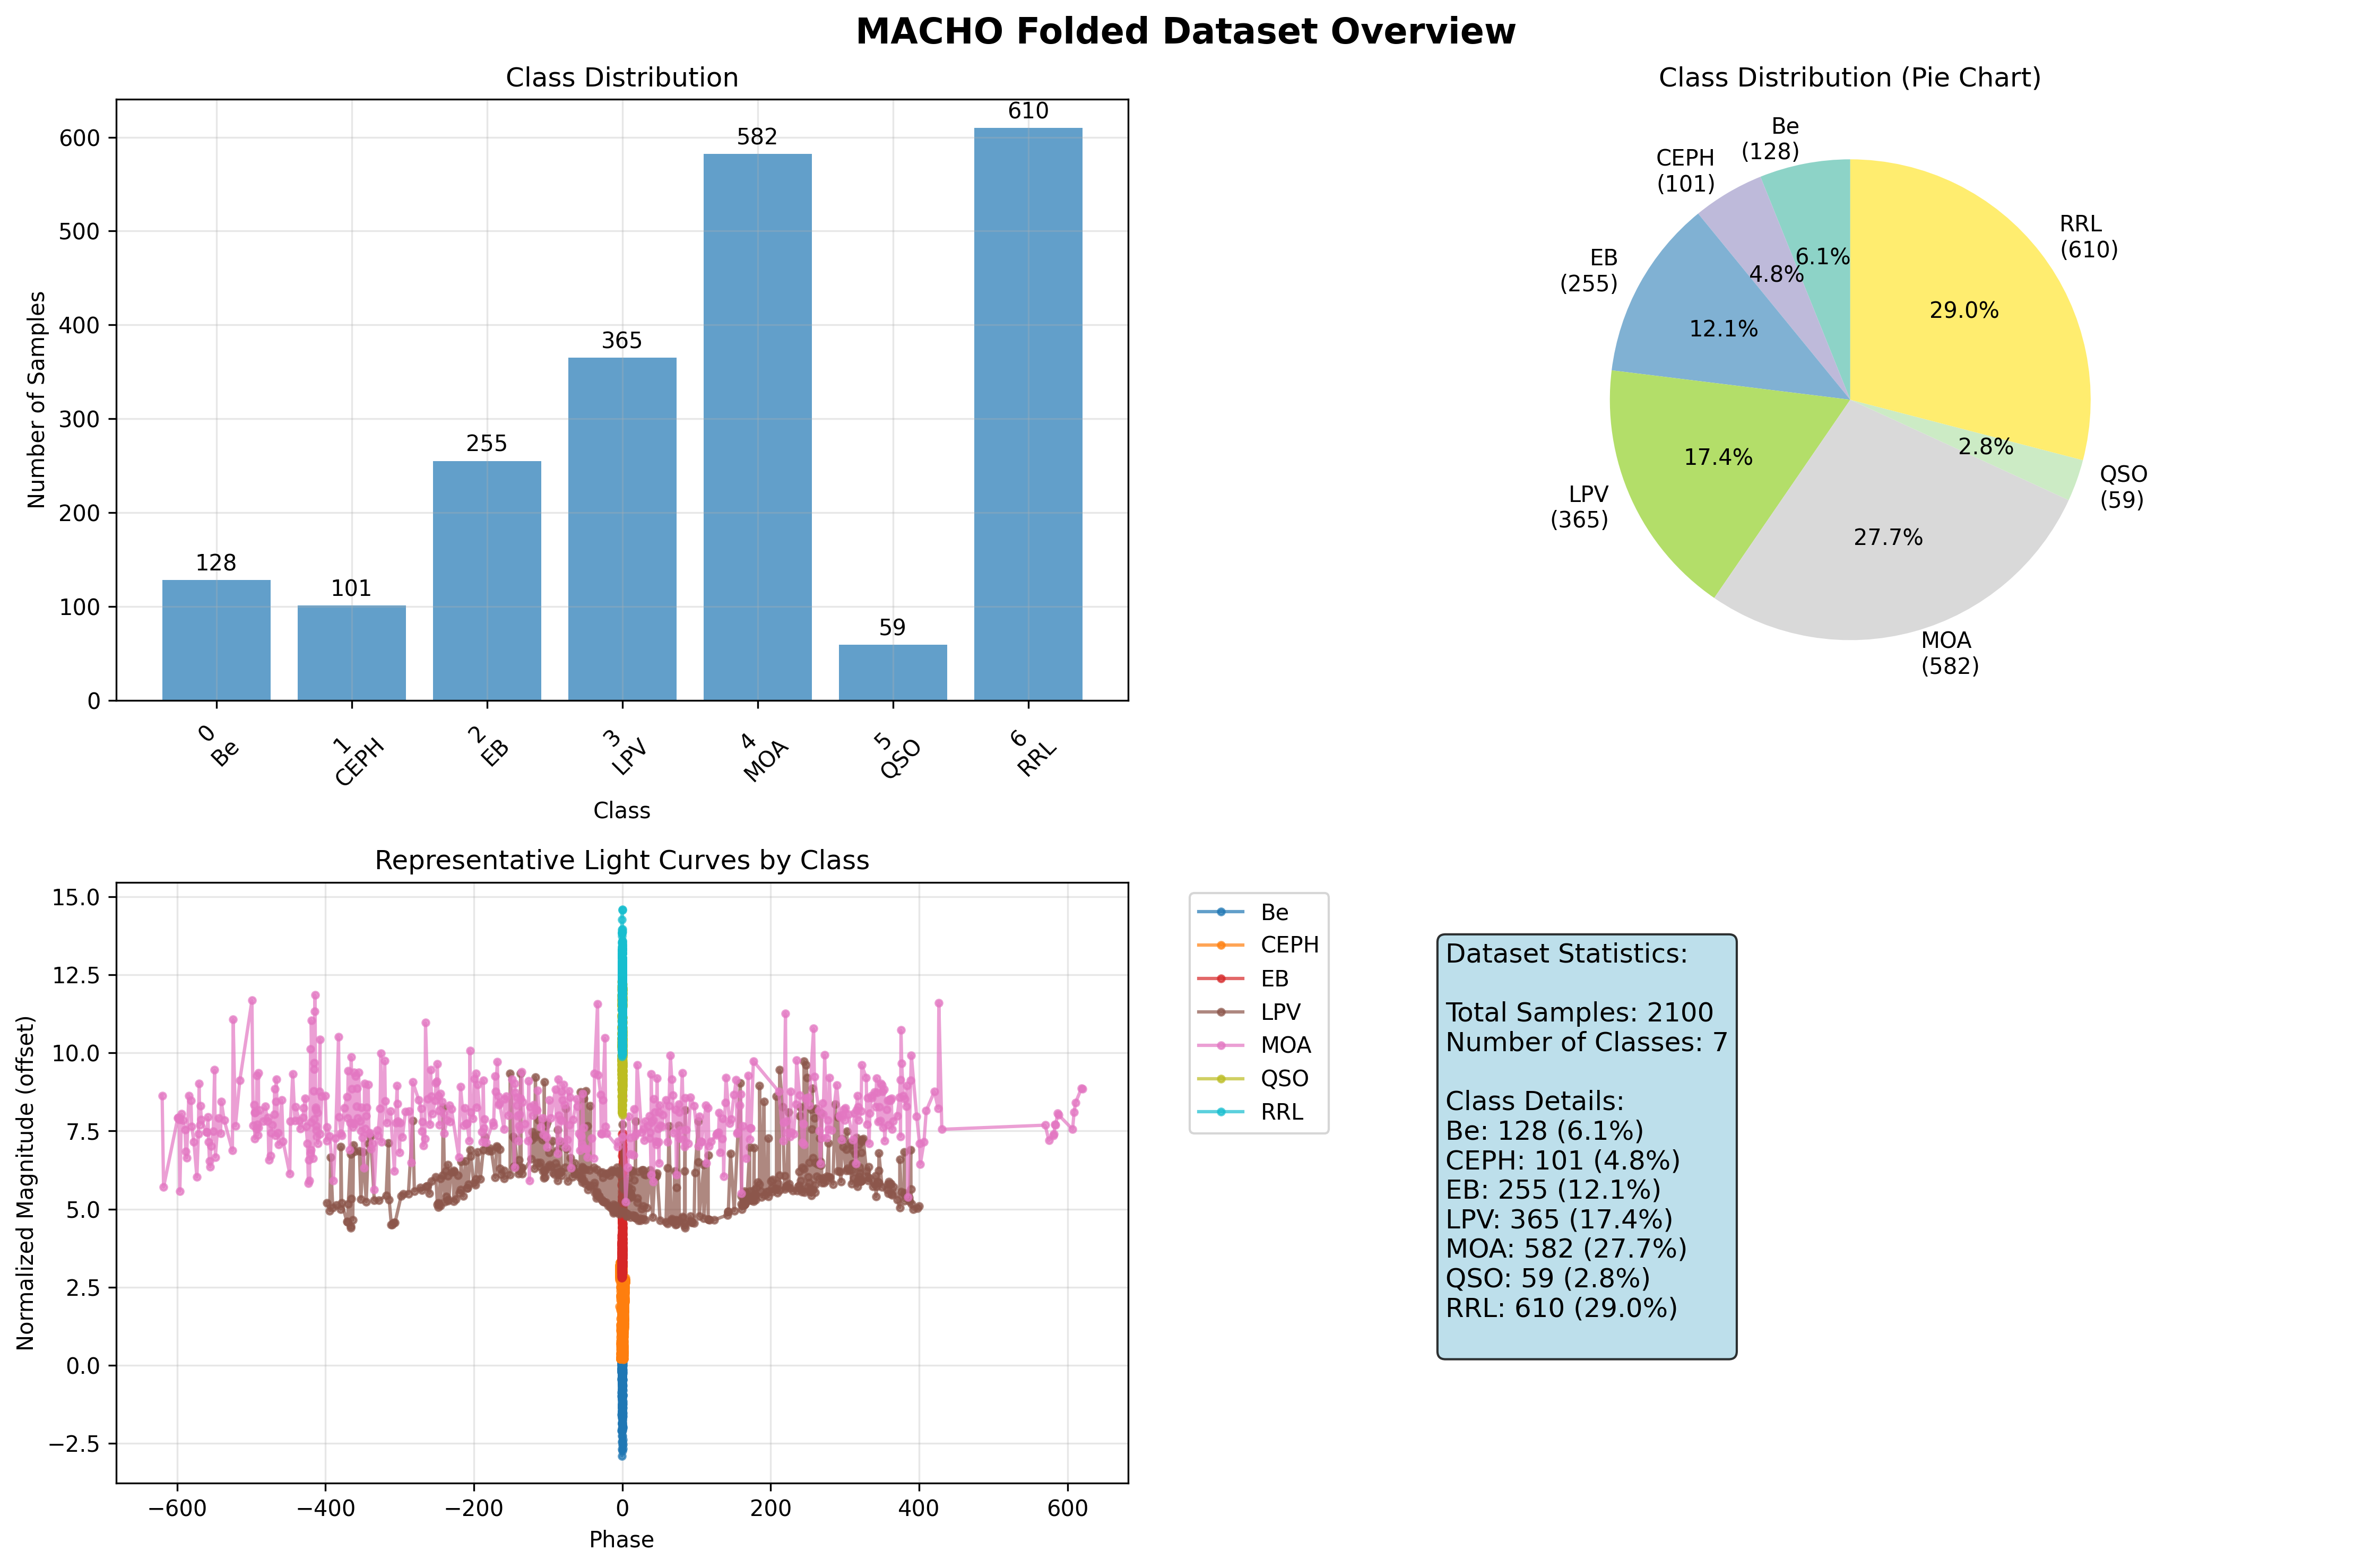 MACHO Folded Dataset Overview
Class Distribution
Number of Samples
600
500
400
300
200
100
0
128
101
255
365
582
59
610
0
Be
1
CEPH
2
EB
3
LPV
4
MOA
5
QSO
6
RRL
Class
Class Distribution (Pie Chart)
Be
(128)
CEPH
(101)
EB
(255)
LPV
(365)
MOA
(582)
QSO
(59)
RRL
(610)
6.1%
4.8%
12.1%
17.4%
27.7%
2.8%
29.0%
Representative Light Curves by Class
Normalized Magnitude (offset)
15.0
12.5
10.0
7.5
5.0
2.5
0.0
−2.5
−600
−400
−200
0
200
400
600
Phase
Be
CEPH
EB
LPV
MOA
QSO
RRL
Dataset Statistics:
Total Samples: 2100
Number of Classes: 7
Class Details:
Be: 128 (6.1%)
CEPH: 101 (4.8%)
EB: 255 (12.1%)
LPV: 365 (17.4%)
MOA: 582 (27.7%)
QSO: 59 (2.8%)
RRL: 610 (29.0%)